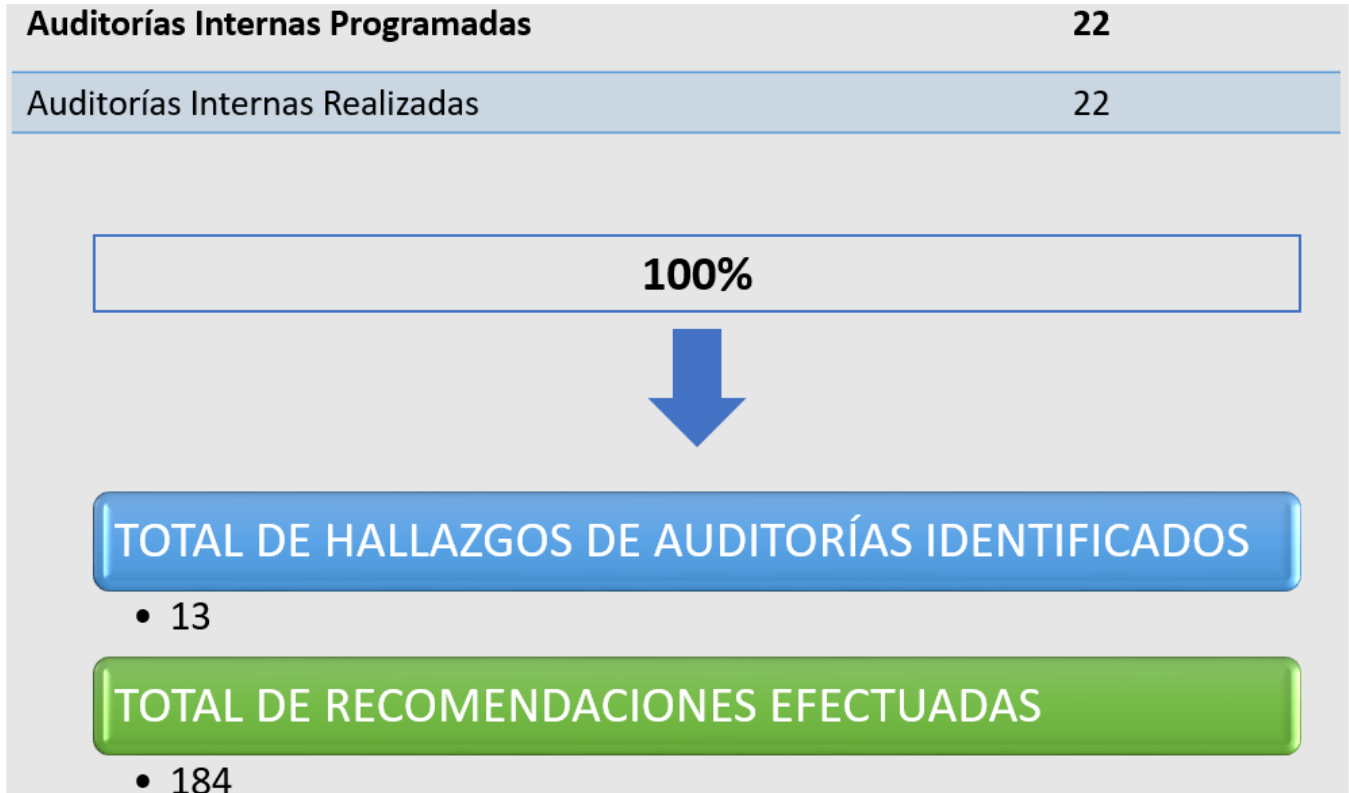 Auditorías Internas Programadas 22
Auditorías Internas Realizadas 22
100%
TOTAL DE HALLAZGOS DE AUDITORÍAS IDENTIFICADOS
• 13
TOTAL DE RECOMENDACIONES EFECTUADAS
• 184